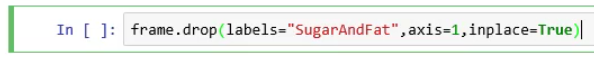 In [ ]: frame.drop(labels="SugarAndFat",axis=1,inplace=True)